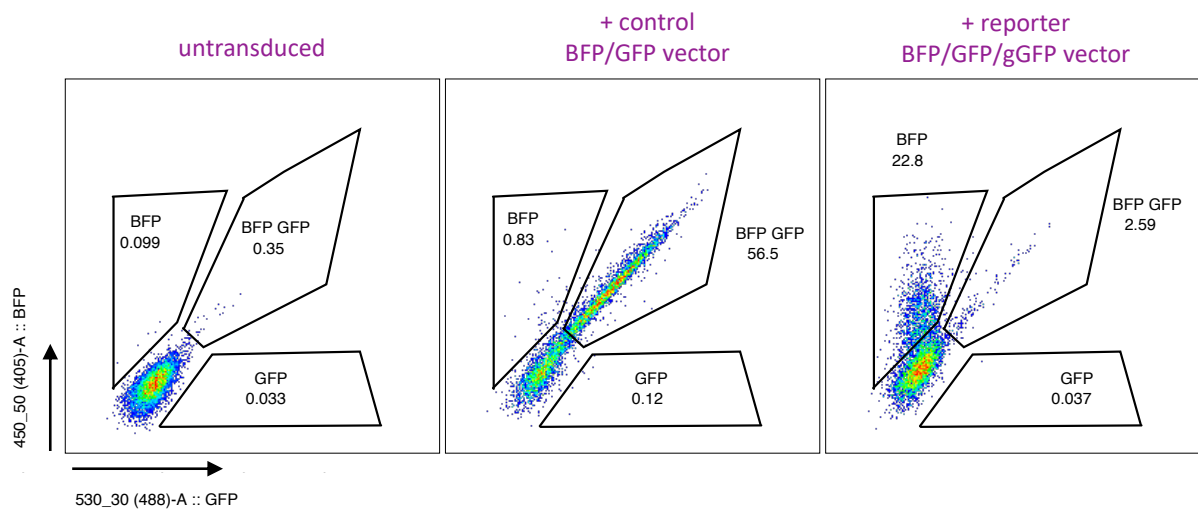 untransduced
+ control
BFP/GFP vector
+ reporter
BFP/GFP/gGFP vector
BFP
0.099
BFP GFP
0.35
GFP
0.033
BFP
0.83
BFP GFP
56.5
GFP
0.12
BFP
22.8
BFP GFP
2.59
GFP
0.037
450_50 (405)-A :: BFP
530_30 (488)-A :: GFP